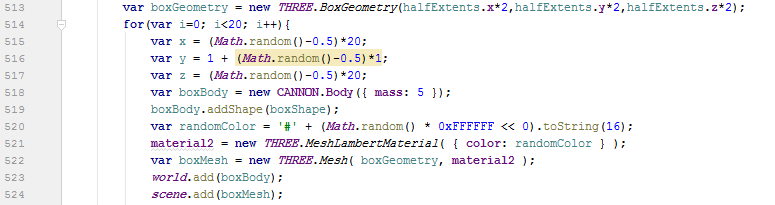 513 var boxGeometry = new THREE.BoxGeometry(halfExtents.x*2,halfExtents.y*2,halfExtents.z*2);
514 for(var i=0; i<20; i++){
515 var x = (Math.random()-0.5)*20;
516 var y = 1 + (Math.random()-0.5)*1;
517 var z = (Math.random()-0.5)*20;
518 var boxBody = new CANNON.Body({ mass: 5 });
519 boxBody.addShape(boxShape);
520 var randomColor = '#' + (Math.random() * 0xFFFFFF << 0).toString(16);
521 material2 = new THREE.MeshLambertMaterial( { color: randomColor } );
522 var boxMesh = new THREE.Mesh( boxGeometry, material2 );
523 world.add(boxBody);
524 scene.add(boxMesh);